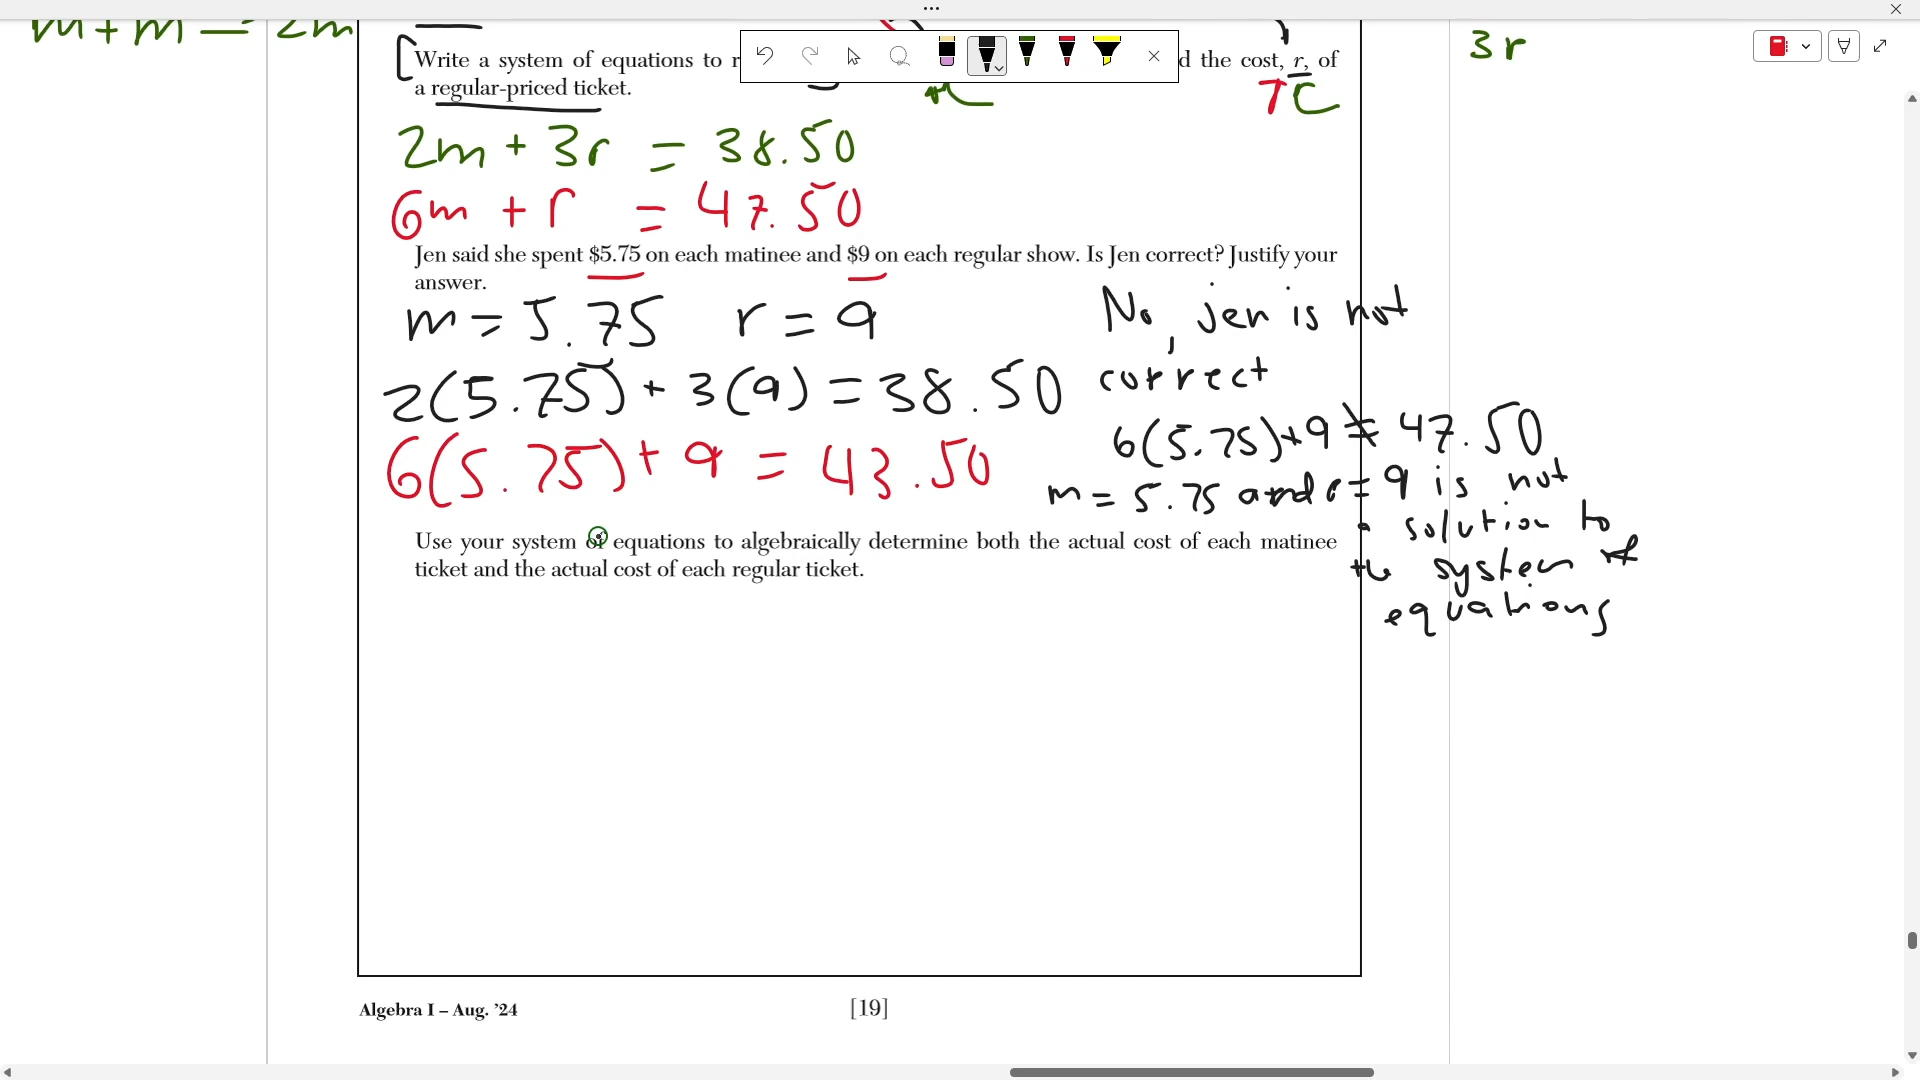 m + m = 2m
3r
Write a system of equations to r
d the cost, r, of
a regular-priced ticket.
TC
2m + 3r = 38.50
6m + r = 47.50
Jen said she spent $5.75 on each matinee and $9 on each regular show. Is Jen correct? Justify your
answer.
m = 5.75 r = 9
No, jen is not
correct
2(5.75) + 3(9) = 38.50
6(5.75) + 9 = 43.50
6(5.75)+9 ≠ 47.50
m = 5.75 and r = 9 is not
a solution to
the system of
equations
Use your system of equations to algebraically determine both the actual cost of each matinee
ticket and the actual cost of each regular ticket.
Algebra I – Aug. ’24
[19]